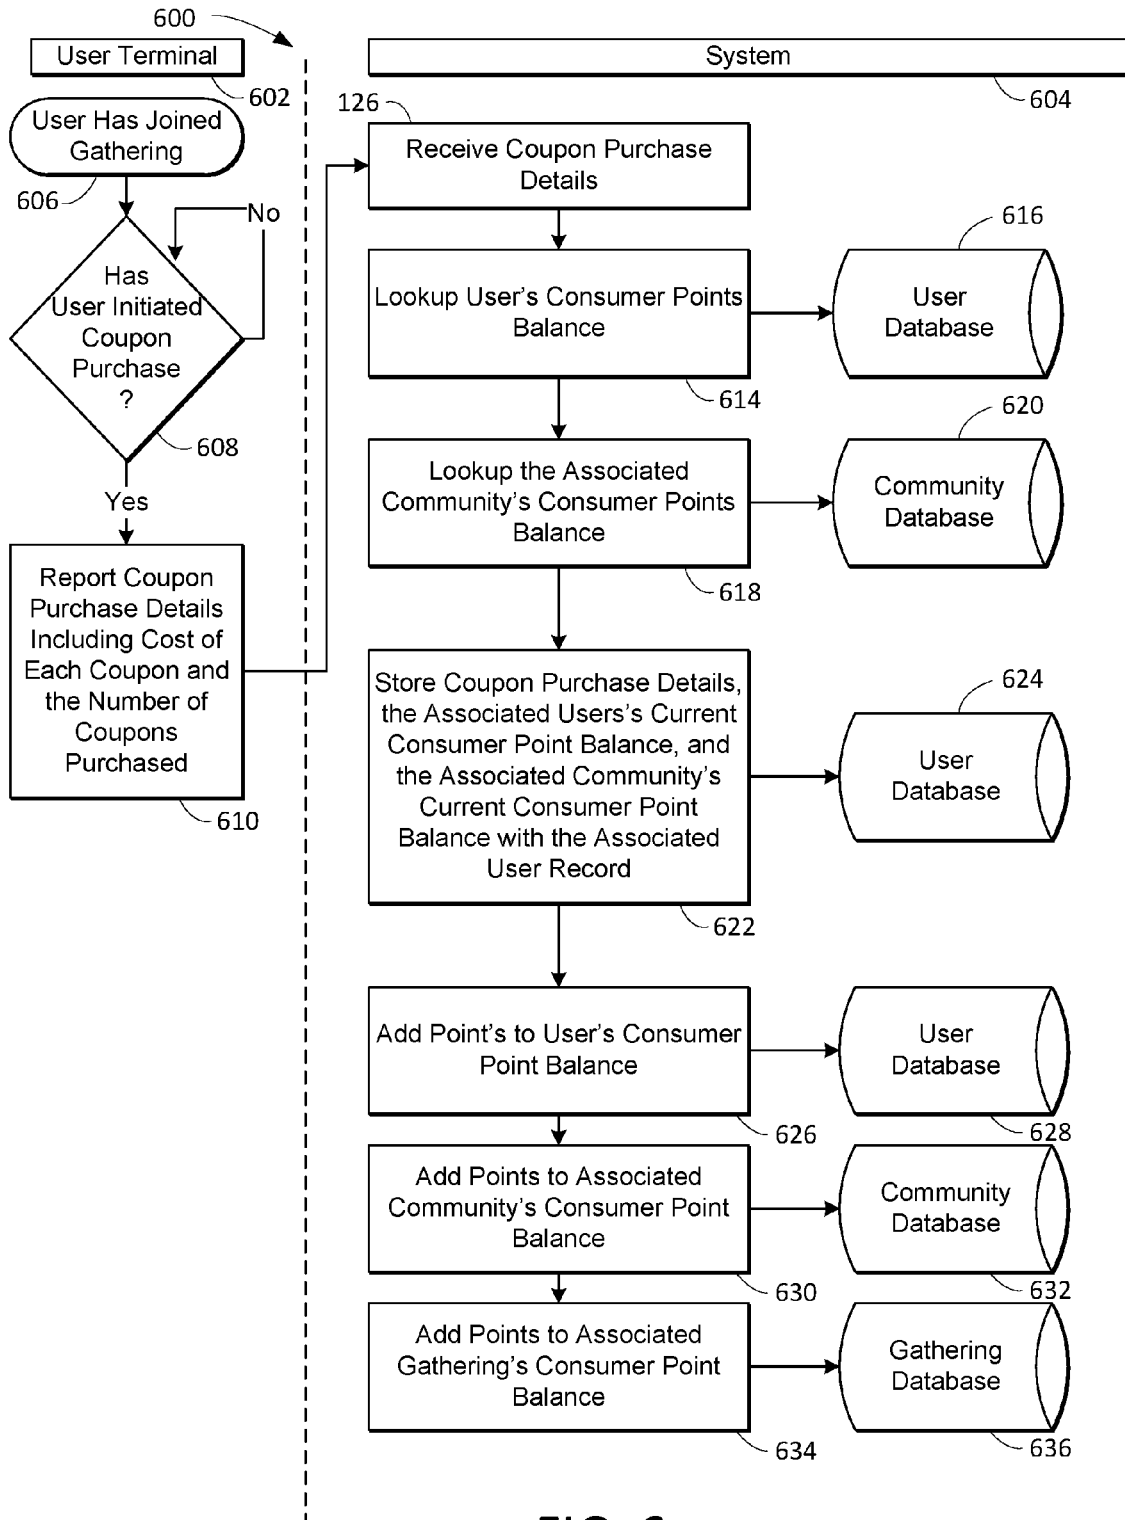 600
User Terminal
602
System
604
User Has Joined
Gathering
606
No
Has
User Initiated
Coupon
Purchase
?
608
Yes
Report Coupon
Purchase Details
Including Cost of
Each Coupon and
the Number of
Coupons
Purchased
610
126
Receive Coupon Purchase
Details
Lookup User's Consumer Points
Balance
614
616
User
Database
Lookup the Associated
Community's Consumer Points
Balance
618
620
Community
Database
Store Coupon Purchase Details,
the Associated Users's Current
Consumer Point Balance, and
the Associated Community's
Current Consumer Point
Balance with the Associated
User Record
622
624
User
Database
Add Point's to User's Consumer
Point Balance
626
User
Database
628
Add Points to Associated
Community's Consumer Point
Balance
630
Community
Database
632
Add Points to Associated
Gathering's Consumer Point
Balance
634
Gathering
Database
636